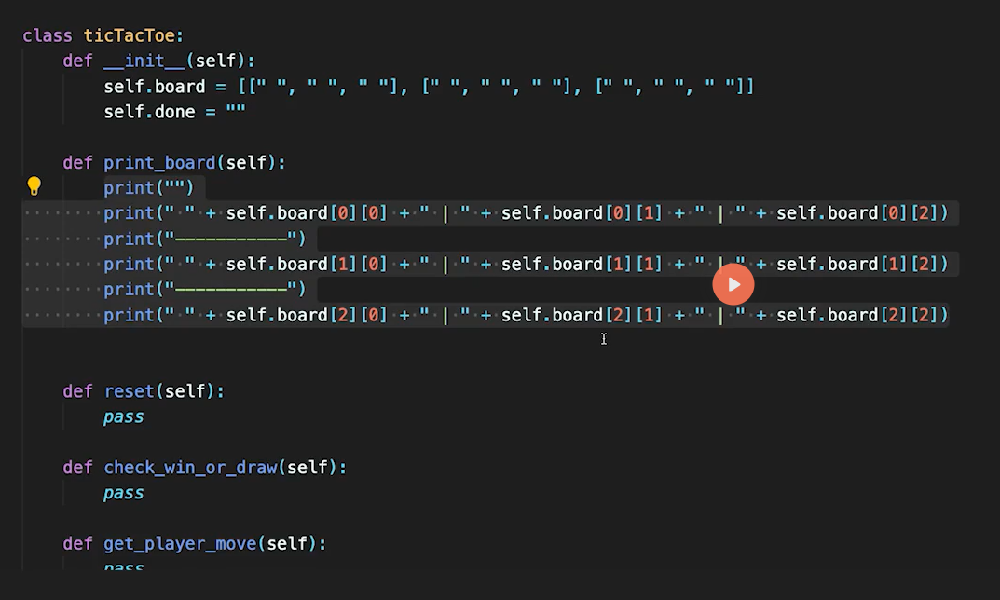 class ticTacToe:
    def __init__(self):
        self.board = [[" ", " ", " "], [" ", " ", " "], [" ", " ", " "]]
        self.done = ""
    def print_board(self):
        print("")
        print(" " + self.board[0][0] + " | " + self.board[0][1] + " | " + self.board[0][2])
        print("-----------")
        print(" " + self.board[1][0] + " | " + self.board[1][1] + " | " + self.board[1][2])
        print("-----------")
        print(" " + self.board[2][0] + " | " + self.board[2][1] + " | " + self.board[2][2])
    def reset(self):
        pass
    def check_win_or_draw(self):
        pass
    def get_player_move(self):
        pass